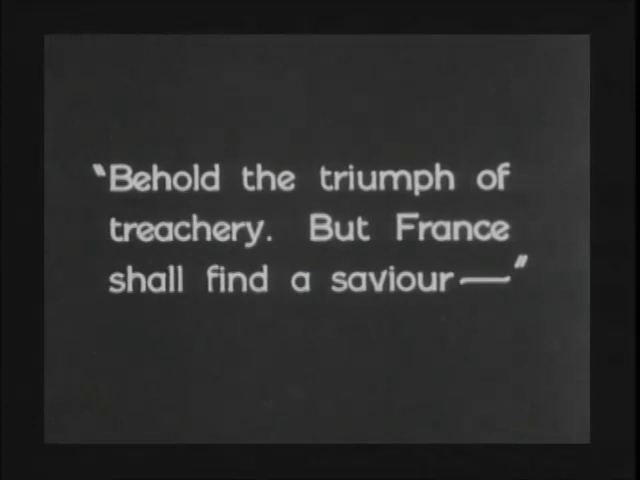 "Behold the triumph of
treachery. But France
shall find a saviour—"